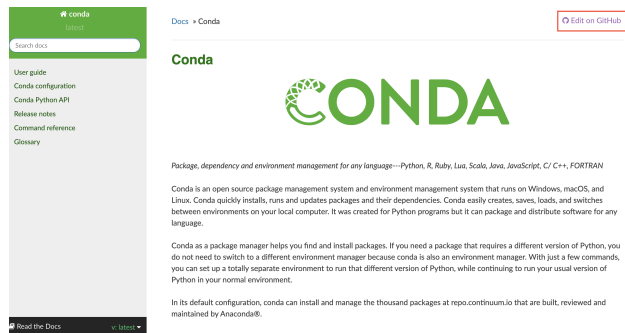 conda
latest
Search docs
User guide
Conda configuration
Conda Python API
Release notes
Command reference
Glossary
Read the Docs
v: latest
Docs » Conda
Edit on GitHub
Conda
CONDA
Package, dependency and environment management for any language---Python, R, Ruby, Lua, Scala, Java, JavaScript, C/ C++, FORTRAN
Conda is an open source package management system and environment management system that runs on Windows, macOS, and
Linux. Conda quickly installs, runs and updates packages and their dependencies. Conda easily creates, saves, loads, and switches
between environments on your local computer. It was created for Python programs but it can package and distribute software for any
language.
Conda as a package manager helps you find and install packages. If you need a package that requires a different version of Python, you
do not need to switch to a different environment manager because conda is also an environment manager. With just a few commands,
you can set up a totally separate environment to run that different version of Python, while continuing to run your usual version of
Python in your normal environment.
In its default configuration, conda can install and manage the thousand packages at repo.continuum.io that are built, reviewed and
maintained by Anaconda®.